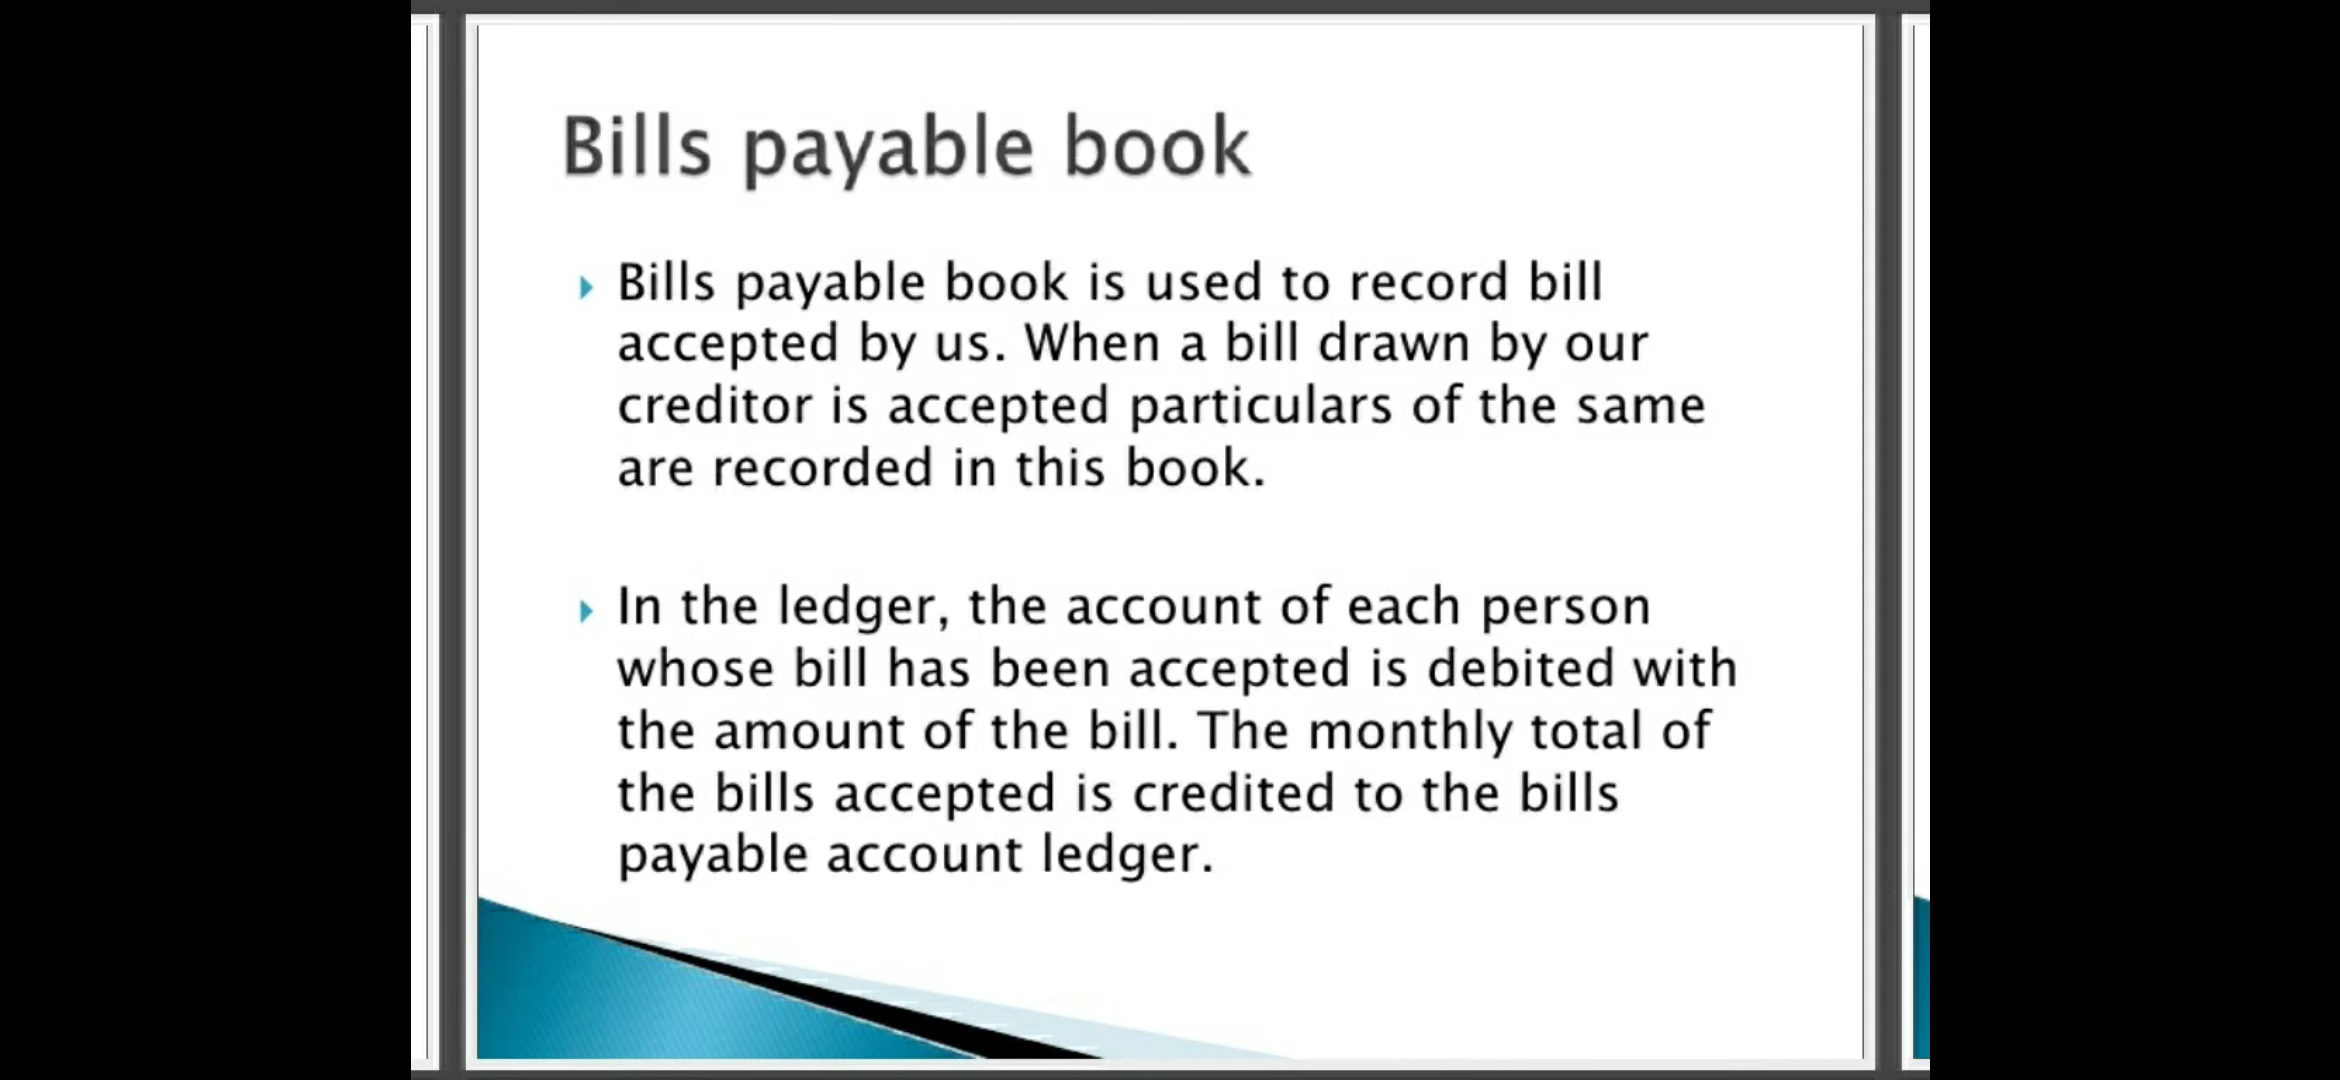 Bills payable book
Bills payable book is used to record bill
accepted by us. When a bill drawn by our
creditor is accepted particulars of the same
are recorded in this book.
In the ledger, the account of each person
whose bill has been accepted is debited with
the amount of the bill. The monthly total of
the bills accepted is credited to the bills
payable account ledger.